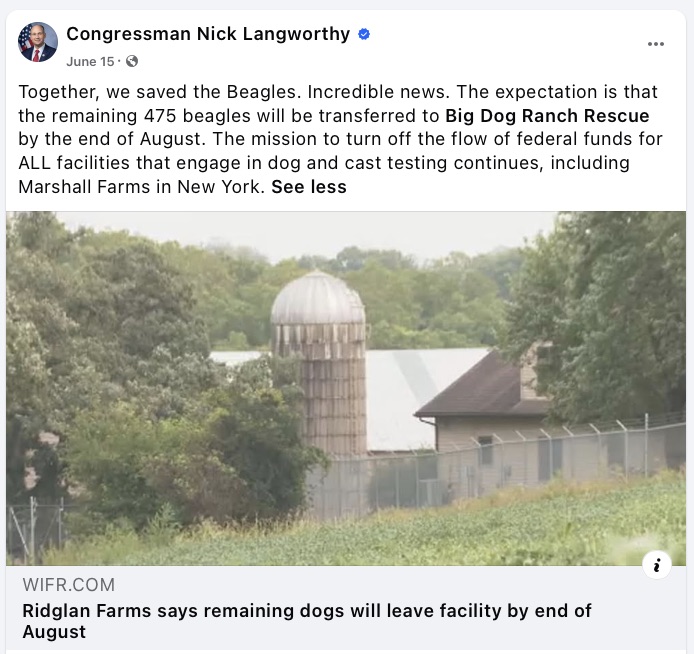 Congressman Nick Langworthy
June 15 ·
Together, we saved the Beagles. Incredible news. The expectation is that
the remaining 475 beagles will be transferred to Big Dog Ranch Rescue
by the end of August. The mission to turn off the flow of federal funds for
ALL facilities that engage in dog and cast testing continues, including
Marshall Farms in New York. See less
i
WIFR.COM
Ridglan Farms says remaining dogs will leave facility by end of
August